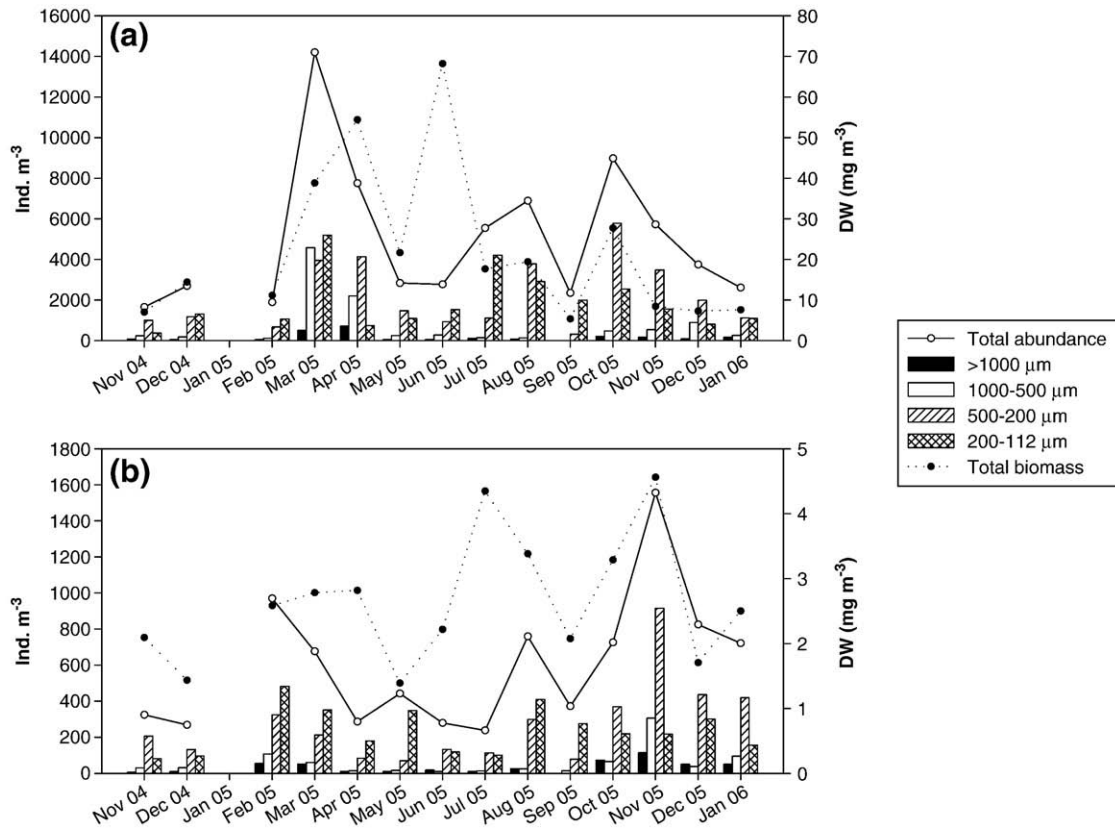 (a)
Ind. m⁻³
16000
14000
12000
10000
8000
6000
4000
2000
0
DW (mg m⁻³)
80
70
60
50
40
30
20
10
0
Nov 04 Dec 04 Jan 05 Feb 05 Mar 05 Apr 05 May 05 Jun 05 Jul 05 Aug 05 Sep 05 Oct 05 Nov 05 Dec 05 Jan 06
Total abundance
>1000 µm
1000-500 µm
500-200 µm
200-112 µm
Total biomass
(b)
Ind. m⁻³
1800
1600
1400
1200
1000
800
600
400
200
0
DW (mg m⁻³)
5
4
3
2
1
0
Nov 04 Dec 04 Jan 05 Feb 05 Mar 05 Apr 05 May 05 Jun 05 Jul 05 Aug 05 Sep 05 Oct 05 Nov 05 Dec 05 Jan 06